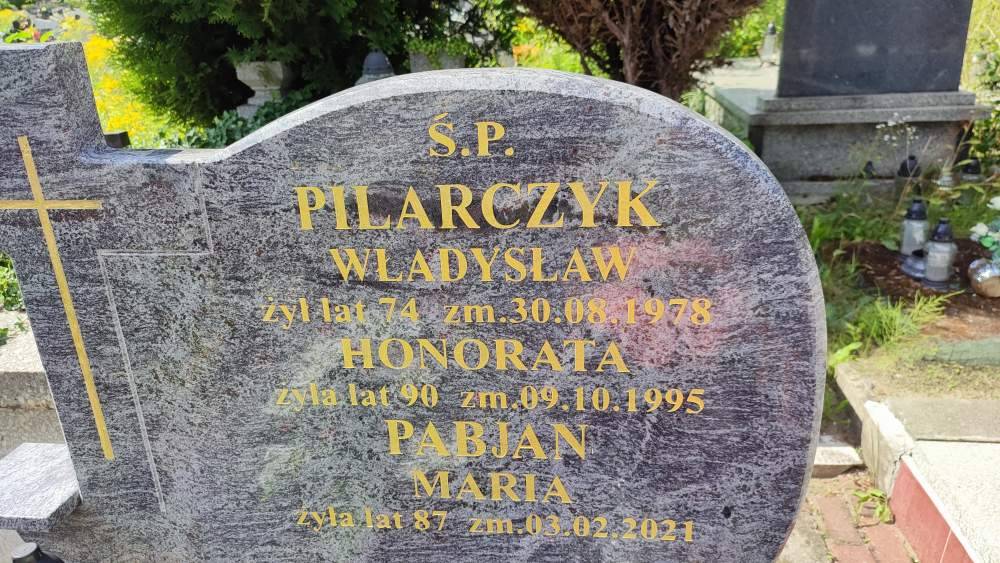 Ś.P.
PILARCZYK
WŁADYSŁAW
żył lat 74 zm.30.08.1978
HONORATA
żyła lat 90 zm.09.10.1995
PABJAN
MARIA
żyła lat 87 zm.03.02.2021